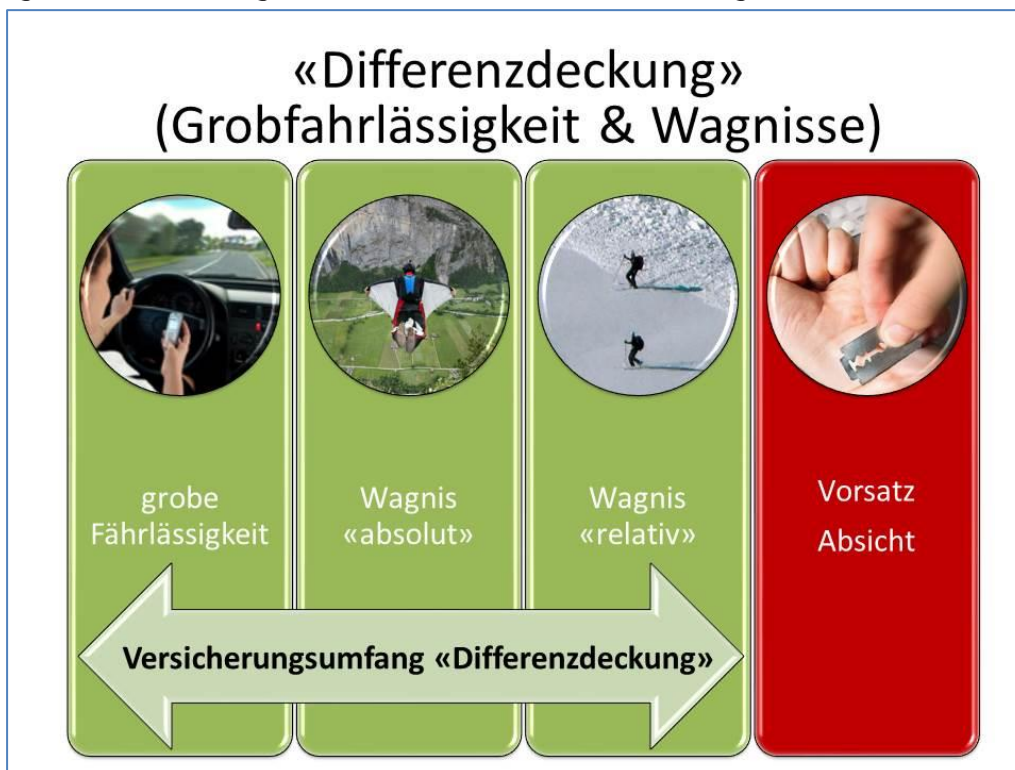 «Differenzdeckung»
(Grobfahrlässigkeit & Wagnisse)
grobe
Fährlässigkeit
Wagnis
«absolut»
Wagnis
«relativ»
Vorsatz
Absicht
Versicherungsumfang «Differenzdeckung»